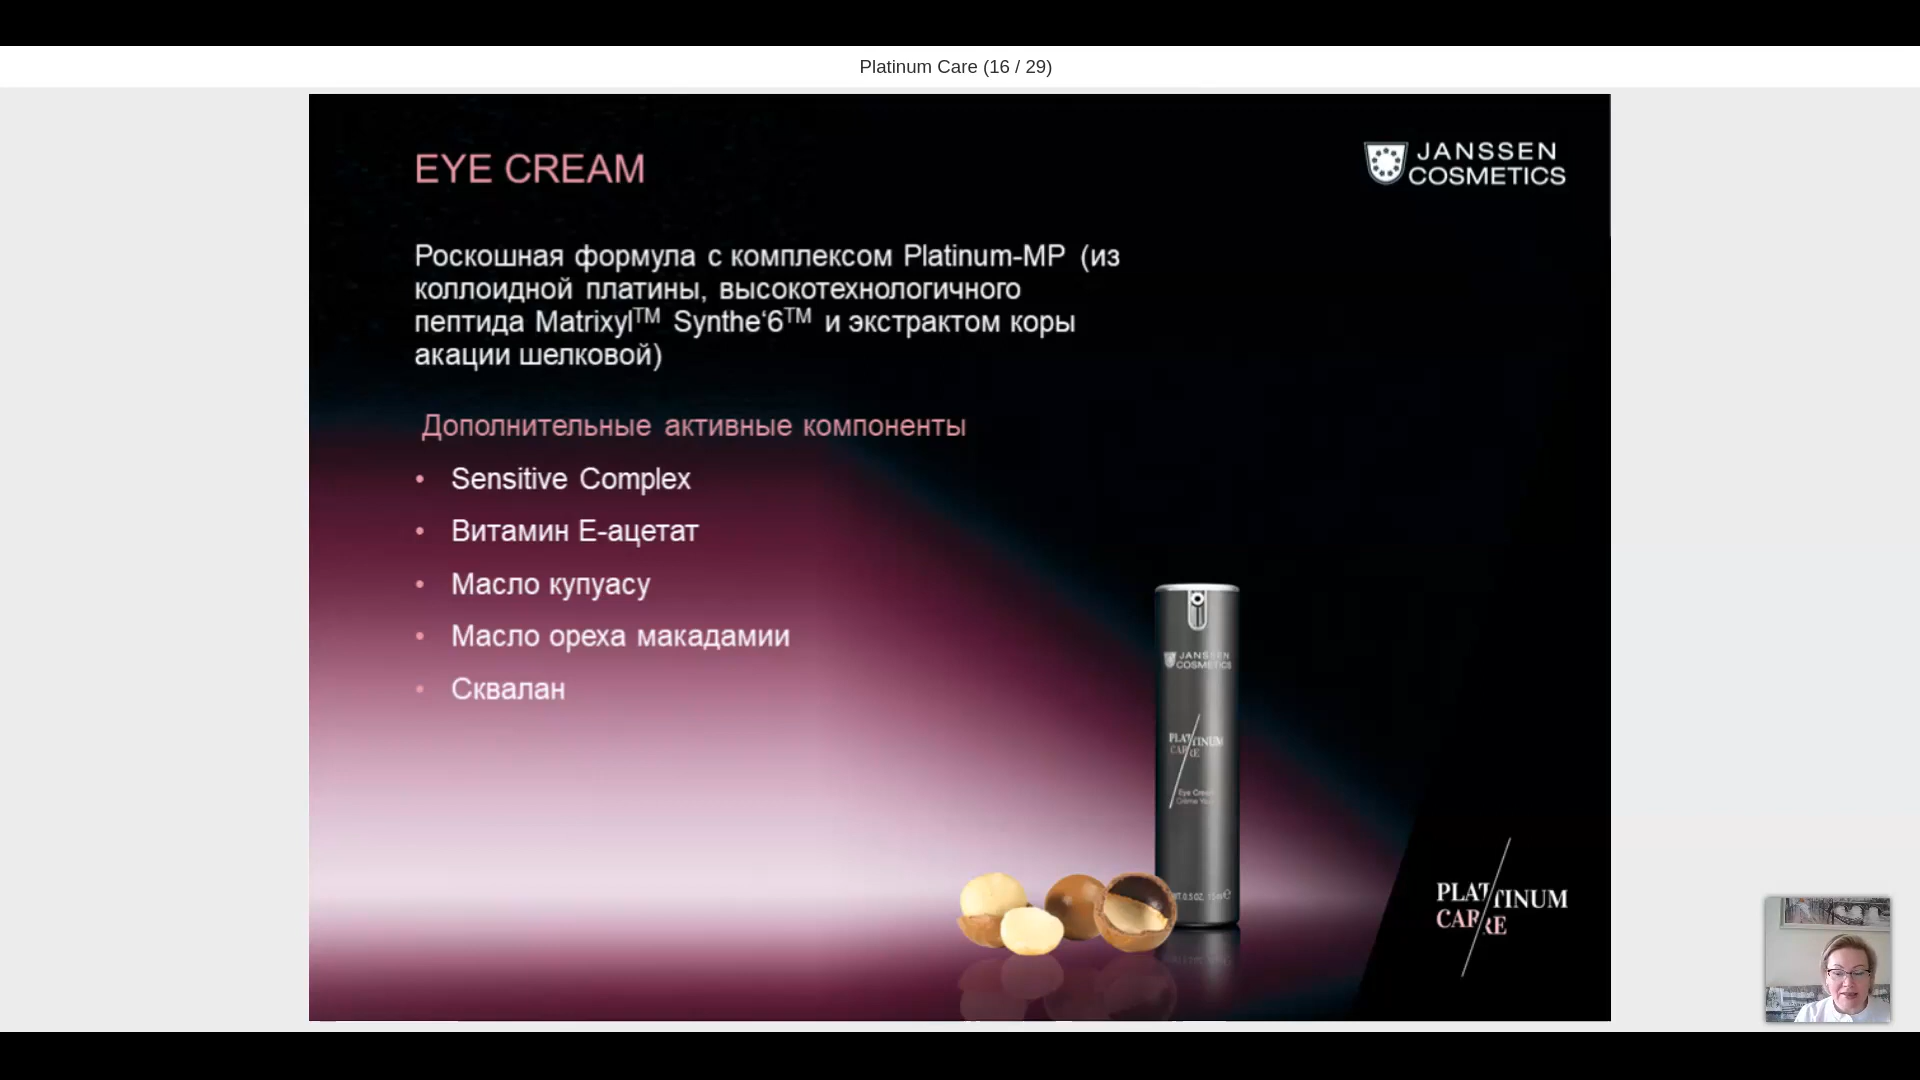 Platinum Care (16 / 29)
EYE CREAM
JANSSEN
COSMETICS
Роскошная формула с комплексом Platinum-MP (из
коллоидной платины, высокотехнологичного
пептида Matrixyl™ Synthe‘6™ и экстрактом коры
акации шелковой)
Дополнительные активные компоненты
• Sensitive Complex
• Витамин Е-ацетат
• Масло купуасу
• Масло ореха макадамии
• Сквалан
JANSSEN
COSMETICS
PLATINUM
CARE
Eye Cream
PLATINUM
CARE